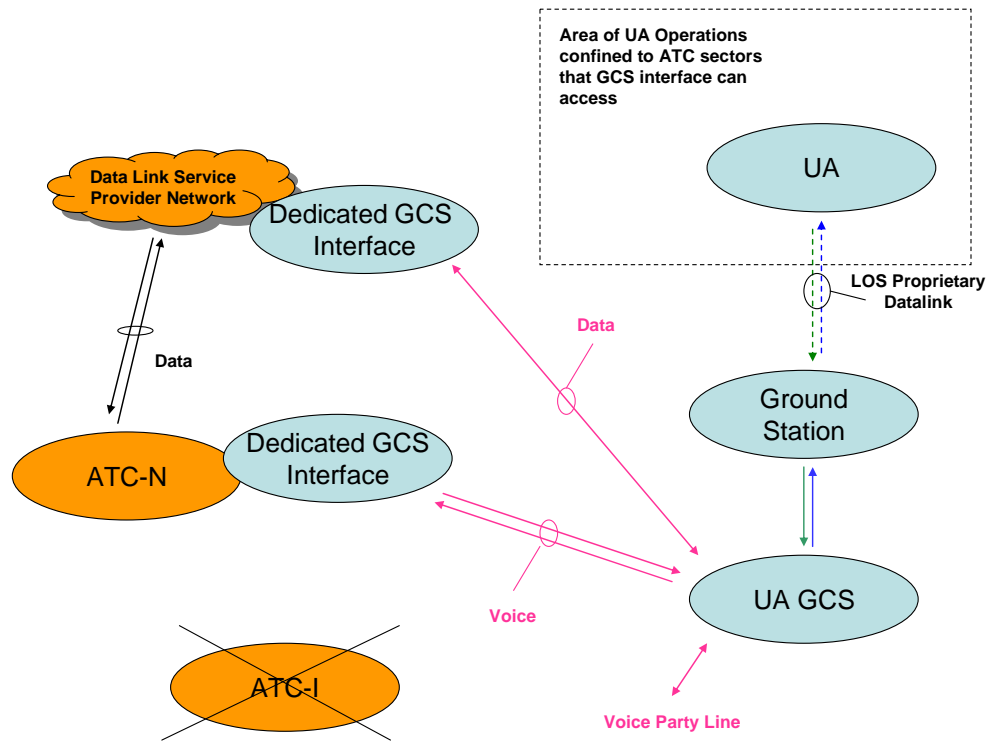 Area of UA Operations
confined to ATC sectors
that GCS interface can
access
UA
Data Link Service
Provider Network
Dedicated GCS
Interface
LOS Proprietary
Datalink
Data
Data
Ground
Station
Dedicated GCS
Interface
ATC-N
UA GCS
Voice
ATC-I
Voice Party Line